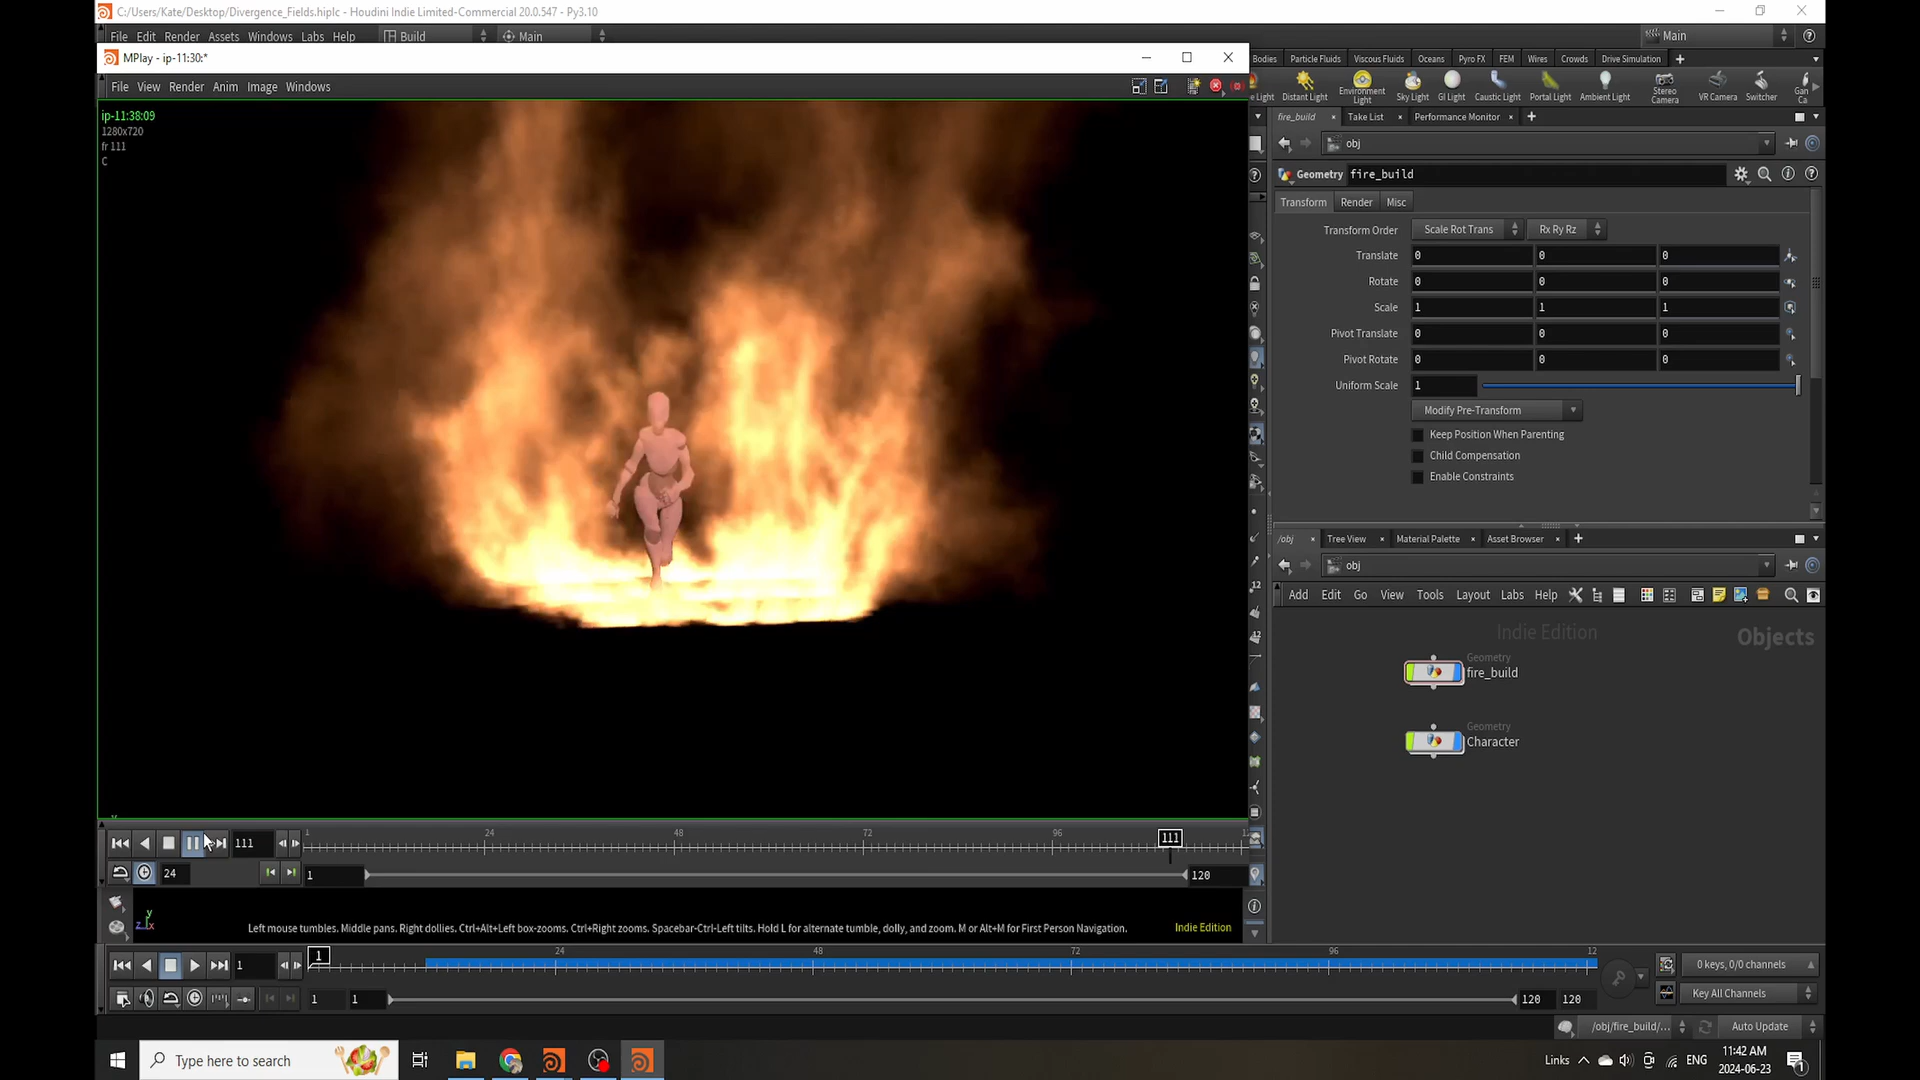 C:/Users/Kate/Desktop/Divergence_Fields.hiplc - Houdini Indie Limited-Commercial 20.0.547 - Py3.10
File Edit Render Assets Windows Labs Help Build Main
Main
MPlay - ip-11:30:*
File View Render Anim Image Windows
ip-11:38:09
1280x720
fr 111
C
Bodies Particle Fluids Viscous Fluids Oceans Pyro FX FEM Wires Crowds Drive Simulation
Light Distant Light Environment Light Sky Light GI Light Caustic Light Portal Light Ambient Light Stereo Camera VR Camera Switcher
fire_build Take List Performance Monitor
obj
Geometry fire_build
Transform Render Misc
Transform Order Scale Rot Trans Rx Ry Rz
Translate 0 0 0
Rotate 0 0 0
Scale 1 1 1
Pivot Translate 0 0 0
Pivot Rotate 0 0 0
Uniform Scale 1
Modify Pre-Transform
Keep Position When Parenting
Child Compensation
Enable Constraints
/obj Tree View Material Palette Asset Browser
obj
Add Edit Go View Tools Layout Labs Help
Indie Edition
Objects
Geometry
fire_build
Geometry
Character
111 1 24 48 72 96 111
24 1 120
Left mouse tumbles. Middle pans. Right dollies. Ctrl+Alt+Left box-zooms. Ctrl+Right zooms. Spacebar-Ctrl-Left tilts. Hold L for alternate tumble, dolly, and zoom. M or Alt+M for First Person Navigation.
Indie Edition
y
z x
1 1 24 48 72 96 12
0 keys, 0/0 channels
1 1 120 120
Key All Channels
/obj/fire_build/... Auto Update
Type here to search
Links ENG 11:42 AM
2024-06-23
1